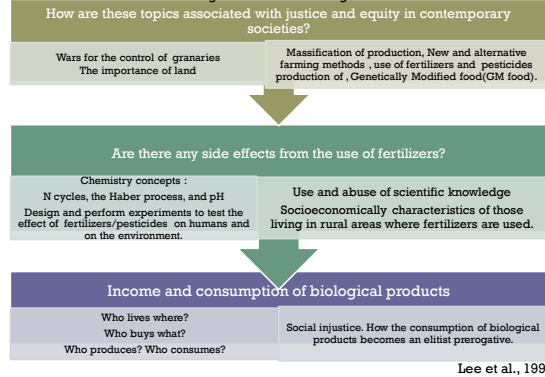 How are these topics associated with justice and equity in contemporary
societies?
Wars for the control of granaries
The importance of land
Massification of production, New and alternative
farming methods , use of fertilizers and pesticides
production of , Genetically Modified food(GM food).
Are there any side effects from the use of fertilizers?
Chemistry concepts :
N cycles, the Haber process, and pH
Design and perform experiments to test the
effect of fertilizers/pesticides on humans and
on the environment.
Use and abuse of scientific knowledge
Socioeconomically characteristics of those
living in rural areas where fertilizers are used.
Income and consumption of biological products
Who lives where?
Who buys what?
Who produces? Who consumes?
Social injustice. How the consumption of biological
products becomes an elitist prerogative.
Lee et al., 199